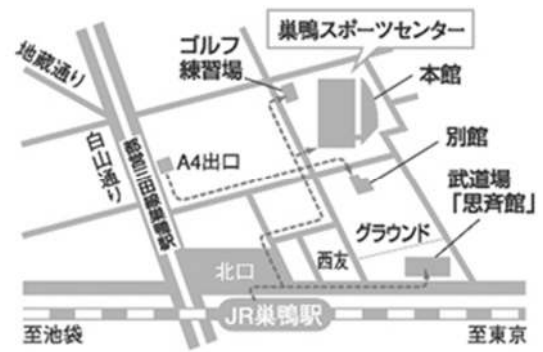 巣鴨スポーツセンター
ゴルフ
練習場
地蔵通り
本館
白山通り
都営三田線巣鴨駅
A4出口
別館
武道場
「思斉館」
グラウンド
西友
北口
JR巣鴨駅
至池袋
至東京